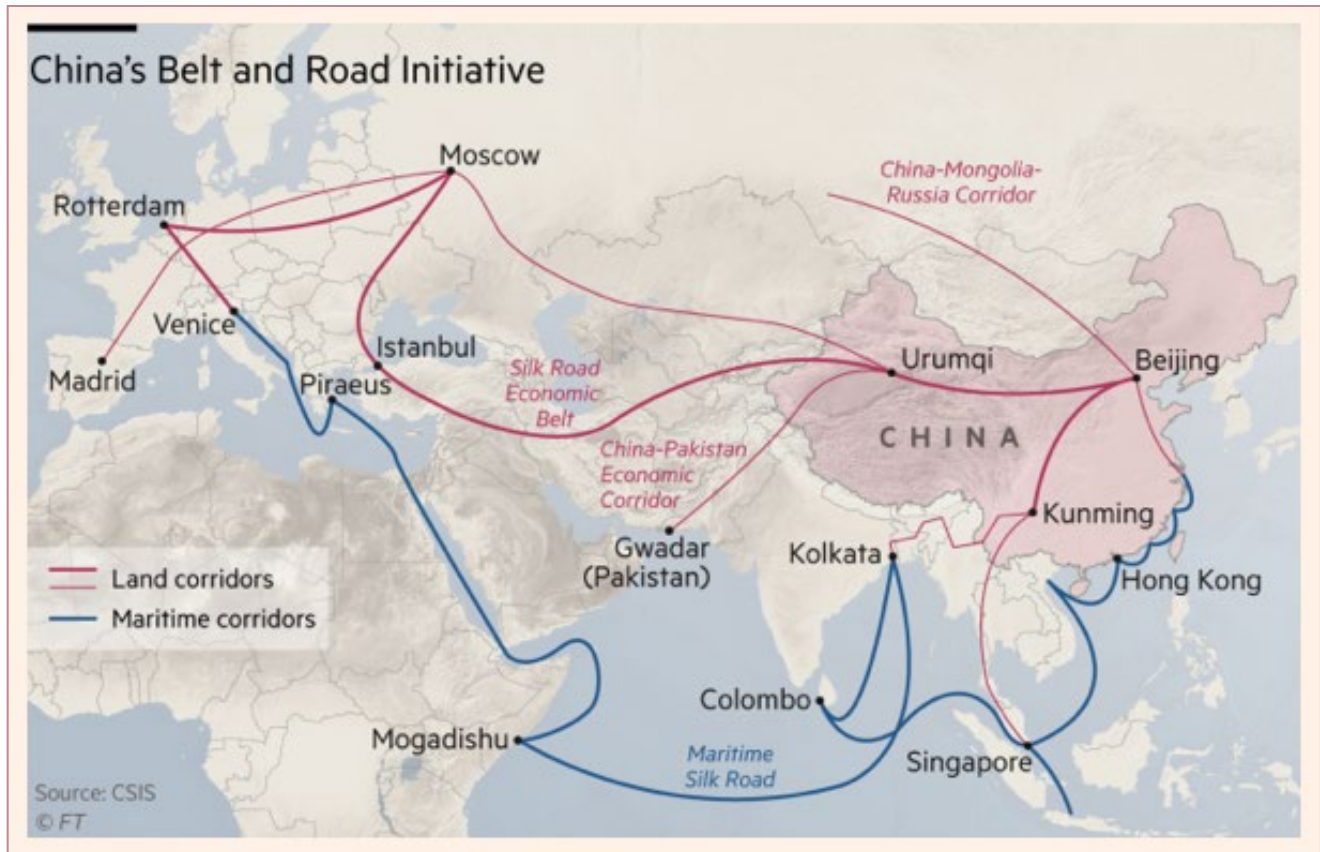 China's Belt and Road Initiative
Moscow
China-Mongolia-
Russia Corridor
Rotterdam
Venice
Istanbul
Urumqi
Beijing
Madrid
Piraeus
Silk Road
Economic
Belt
CHINA
China-Pakistan
Economic
Corridor
Kunming
Gwadar
(Pakistan)
Kolkata
Hong Kong
Land corridors
Maritime corridors
Colombo
Mogadishu
Maritime
Silk Road
Singapore
Source: CSIS
© FT